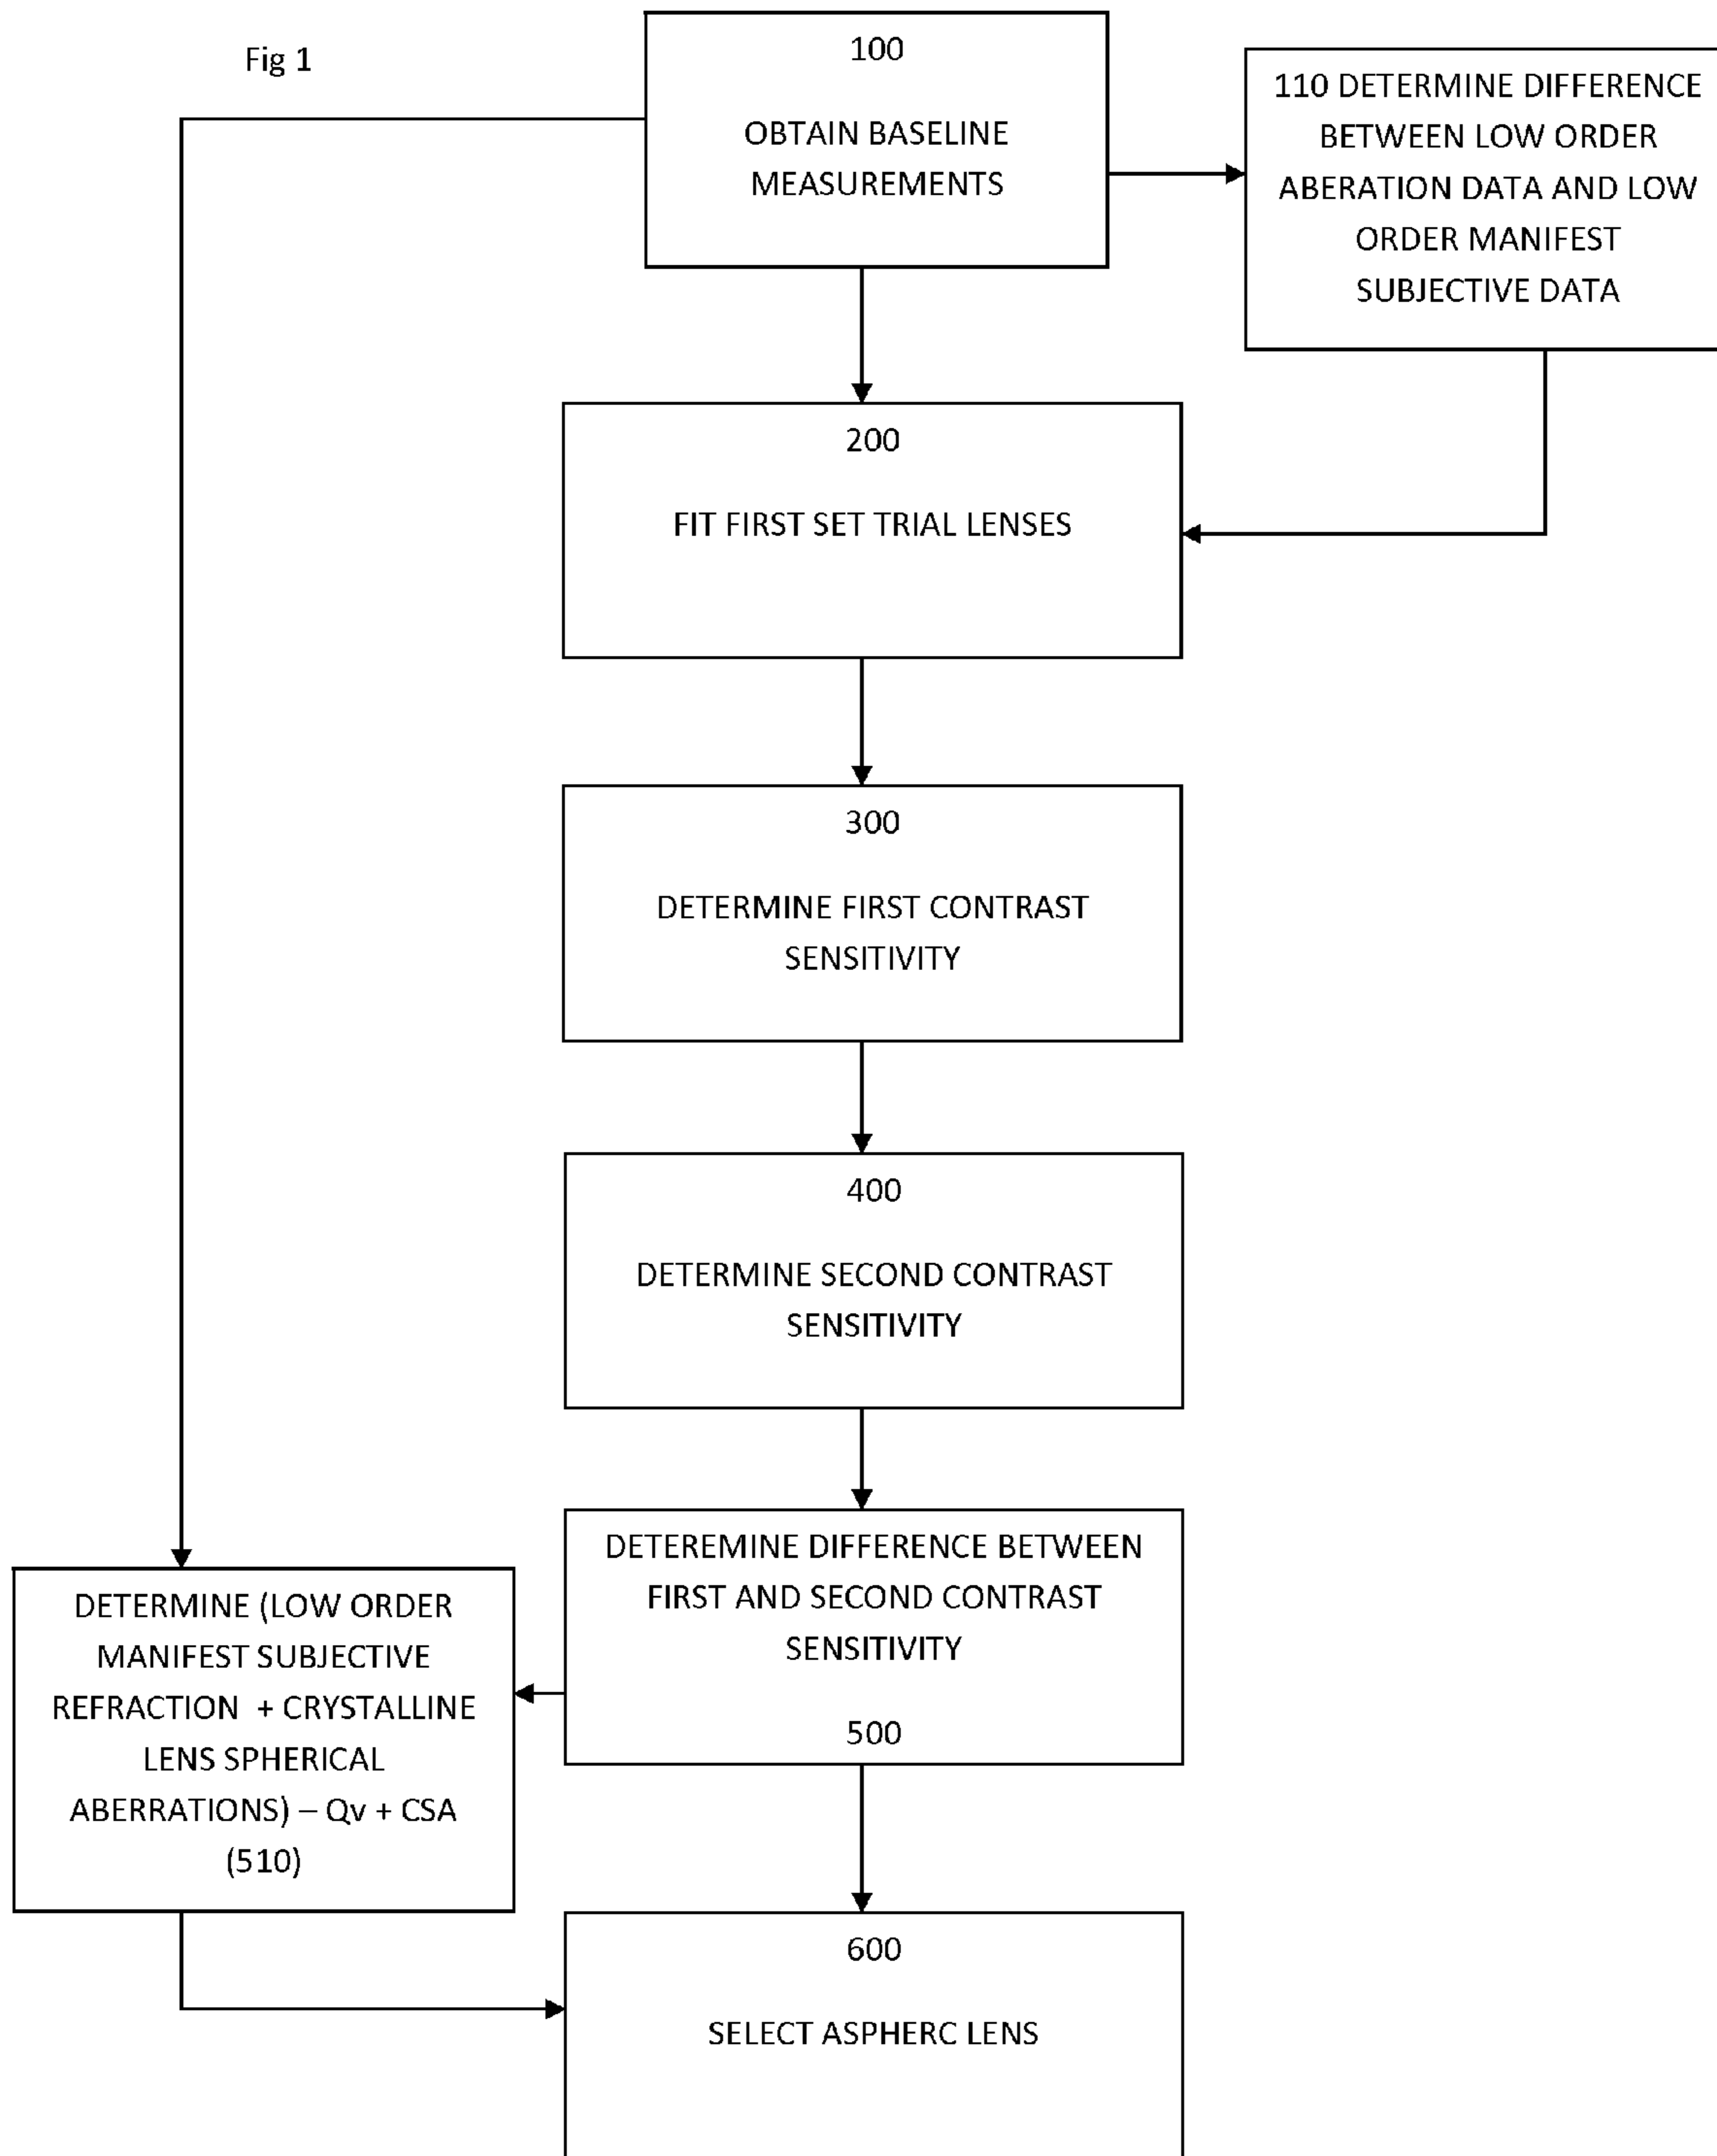 Fig 1
100
OBTAIN BASELINE
MEASUREMENTS
110 DETERMINE DIFFERENCE
BETWEEN LOW ORDER
ABERATION DATA AND LOW
ORDER MANIFEST
SUBJECTIVE DATA
200
FIT FIRST SET TRIAL LENSES
300
DETERMINE FIRST CONTRAST
SENSITIVITY
400
DETERMINE SECOND CONTRAST
SENSITIVITY
DETEREMINE DIFFERENCE BETWEEN
FIRST AND SECOND CONTRAST
SENSITIVITY
500
DETERMINE (LOW ORDER
MANIFEST SUBJECTIVE
REFRACTION + CRYSTALLINE
LENS SPHERICAL
ABERRATIONS) – Qv + CSA
(510)
600
SELECT ASPHERC LENS